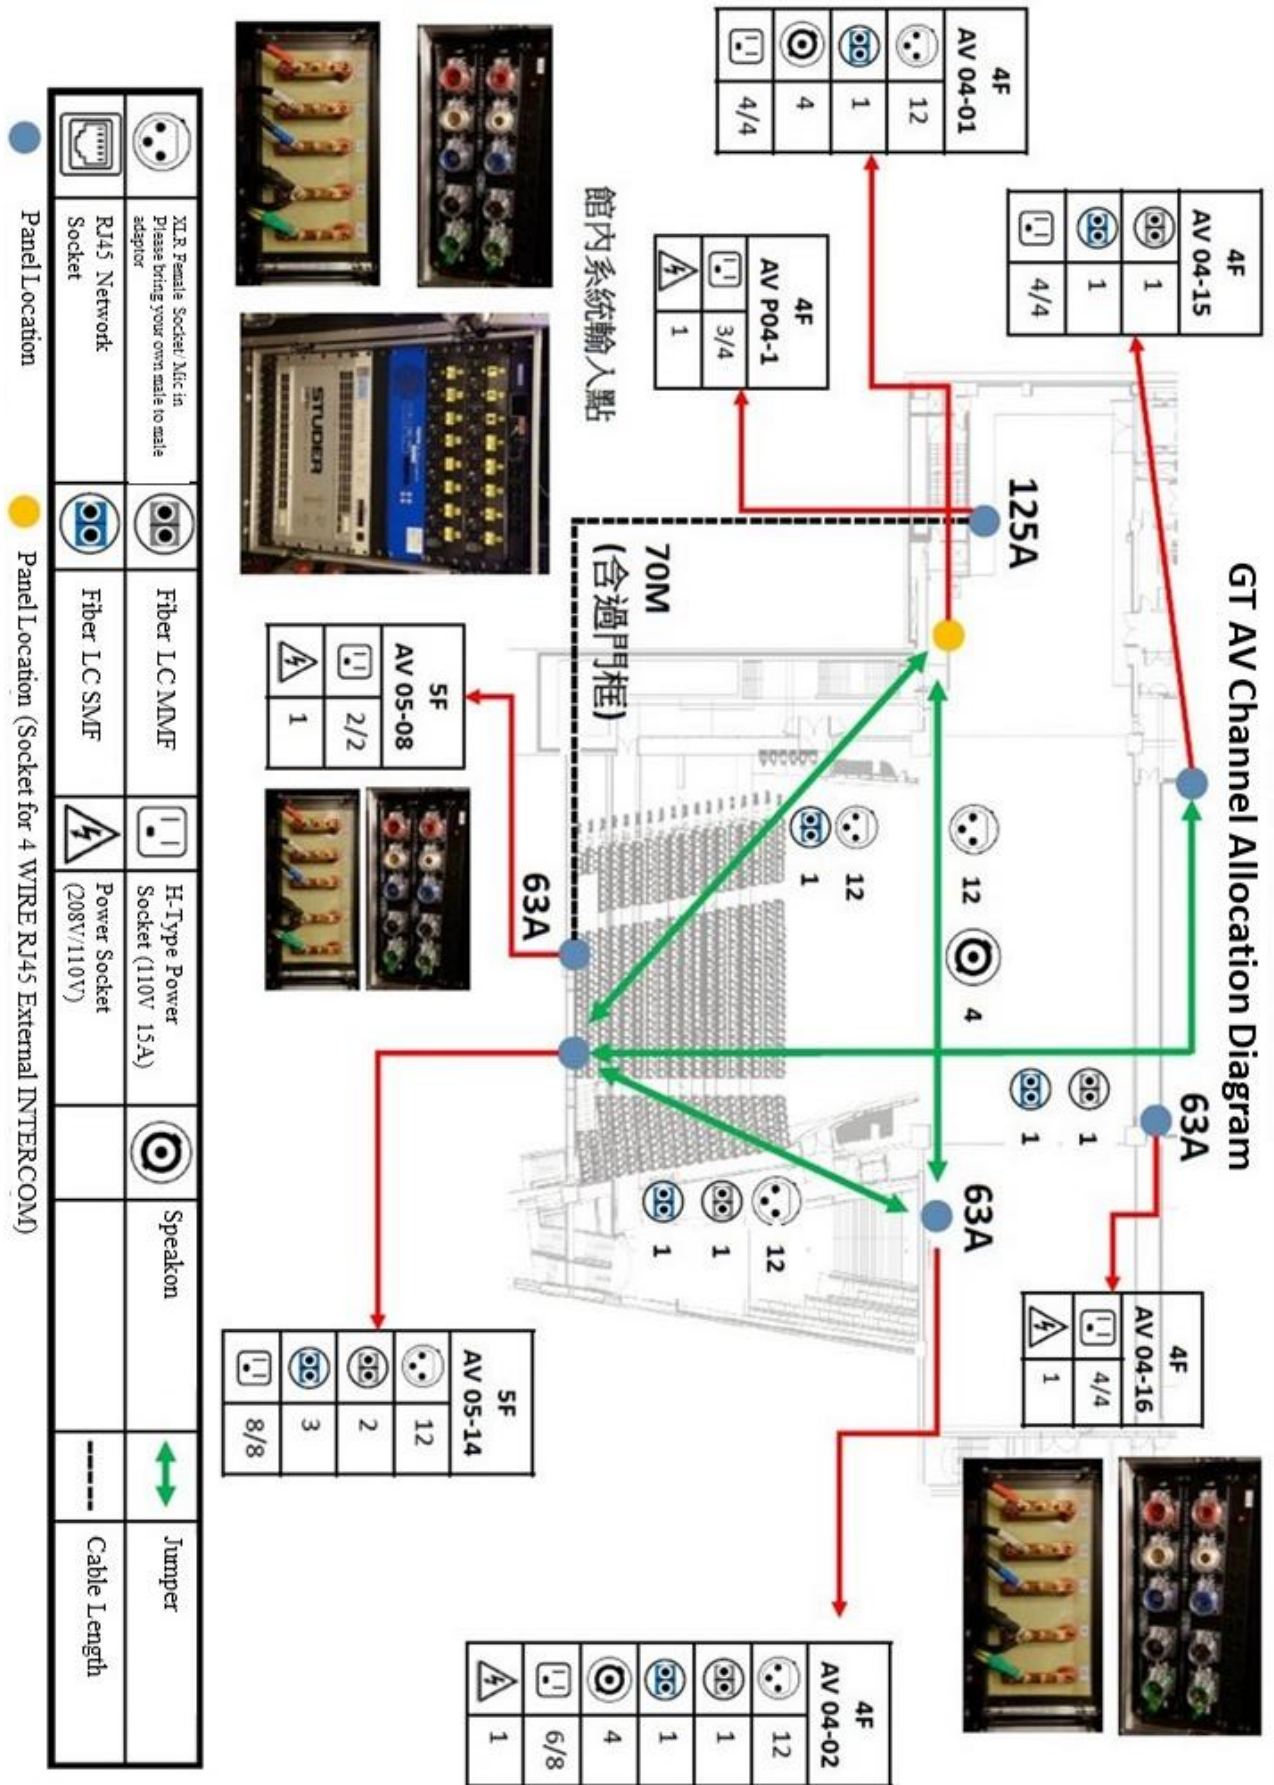 GT AV Channel Allocation Diagram
4F
AV 04-15
1
1
4/4
4F
AV 04-01
12
1
4
4/4
4F
AV P04-1
3/4
1
館內系統輸入點
125A
70M
(含過門框)
63A
4F
AV 04-16
4/4
1
63A
12
4
12
1
1
1
12
1
1
5F
AV 05-08
2/2
1
63A
STUDER
5F
AV 05-14
12
2
3
8/8
4F
AV 04-02
12
1
1
4
6/8
1
XLR Female Socket/ Mic in
Please bring your own male to male
adaptor
Fiber LC MMF
H-Type Power
Socket (110V 15A)
Speakon
Jumper
RJ45 Network
Socket
Fiber LC SMF
Power Socket
(208V/110V)
Cable Length
Panel Location
Panel Location (Socket for 4 WIRE RJ45 External INTERCOM)